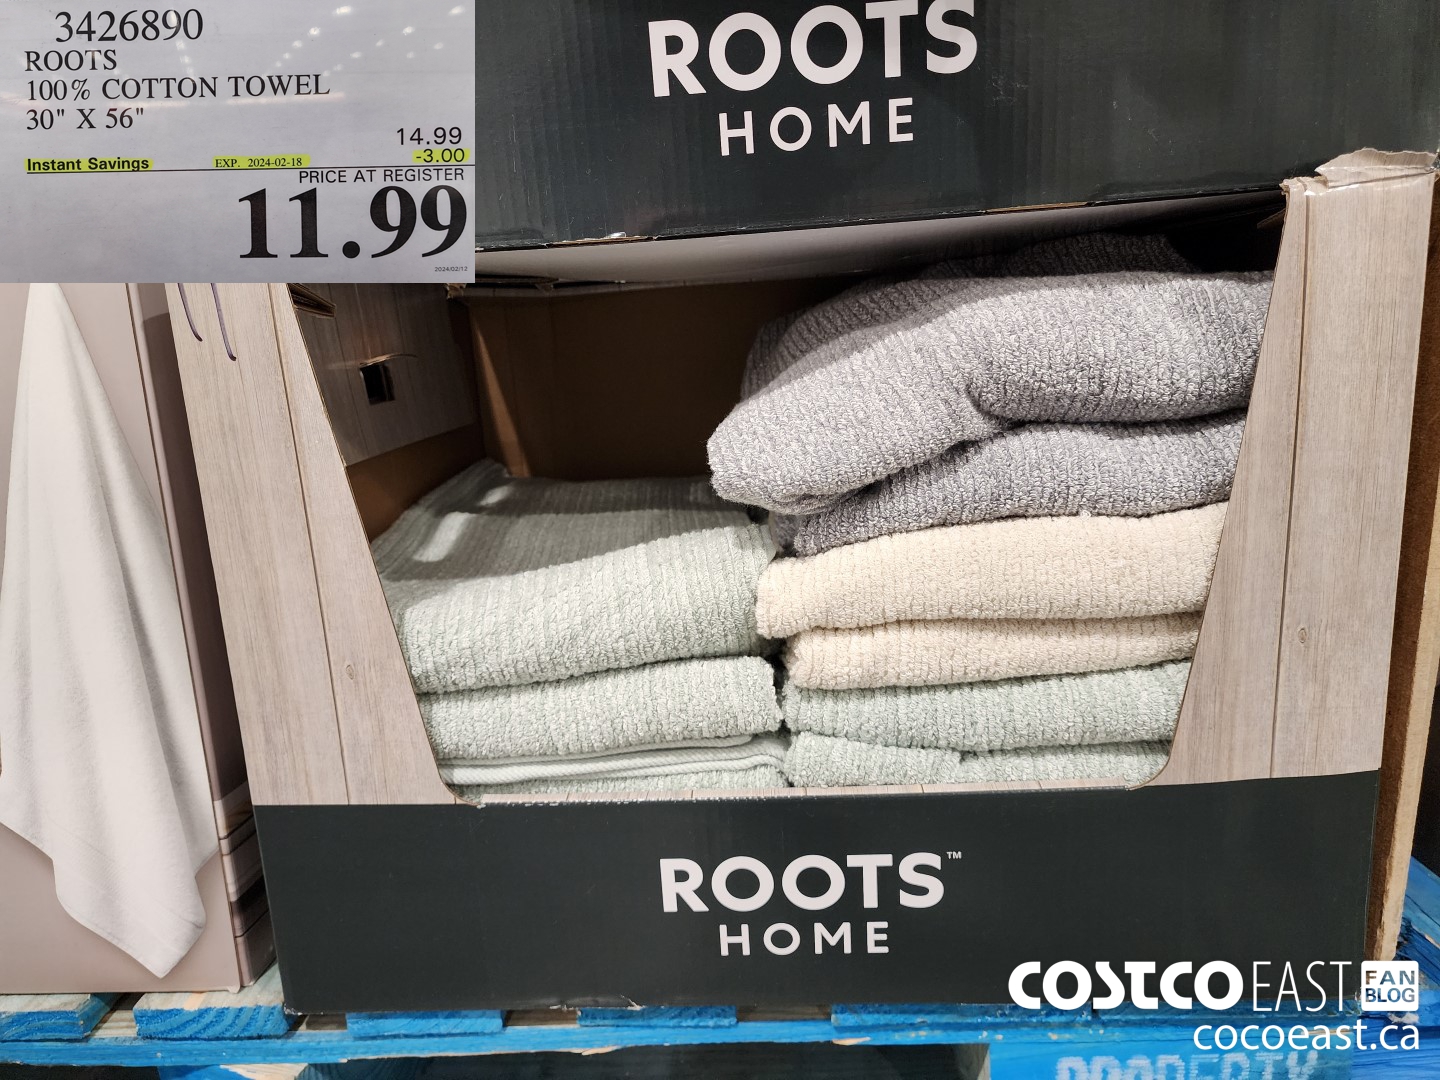 3426890
ROOTS
100% COTTON TOWEL
30" X 56"
14.99
Instant Savings EXP. 2024-02-18 -3.00
PRICE AT REGISTER
11.99
2024/02/12
ROOTS
HOME
ROOTS™
HOME
COSTCO EAST FAN BLOG
cocoeast.ca
PROPERTY